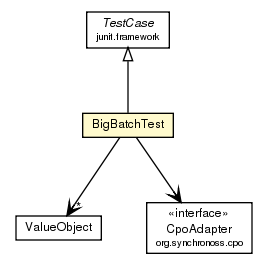 TestCase
junit.framework
BigBatchTest
*
ValueObject
«interface»
CpoAdapter
org.synchronoss.cpo